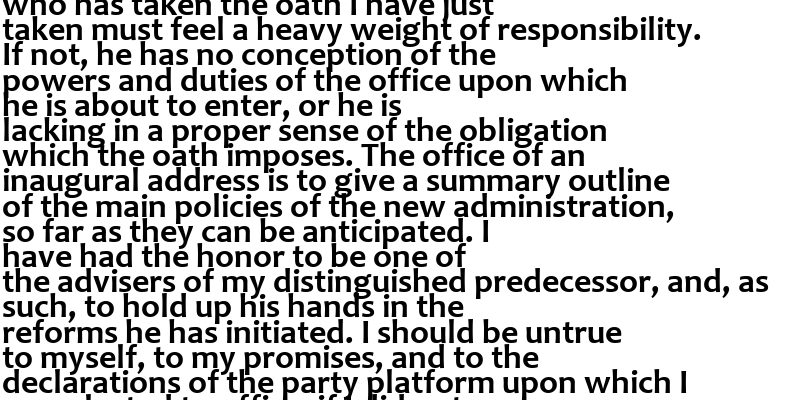 who has taken the oath I have just
taken must feel a heavy weight of responsibility.
If not, he has no conception of the
powers and duties of the office upon which
he is about to enter, or he is
lacking in a proper sense of the obligation
which the oath imposes. The office of an
inaugural address is to give a summary outline
of the main policies of the new administration,
so far as they can be anticipated. I
have had the honor to be one of
the advisers of my distinguished predecessor, and, as
such, to hold up his hands in the
reforms he has initiated. I should be untrue
to myself, to my promises, and to the
declarations of the party platform upon which I